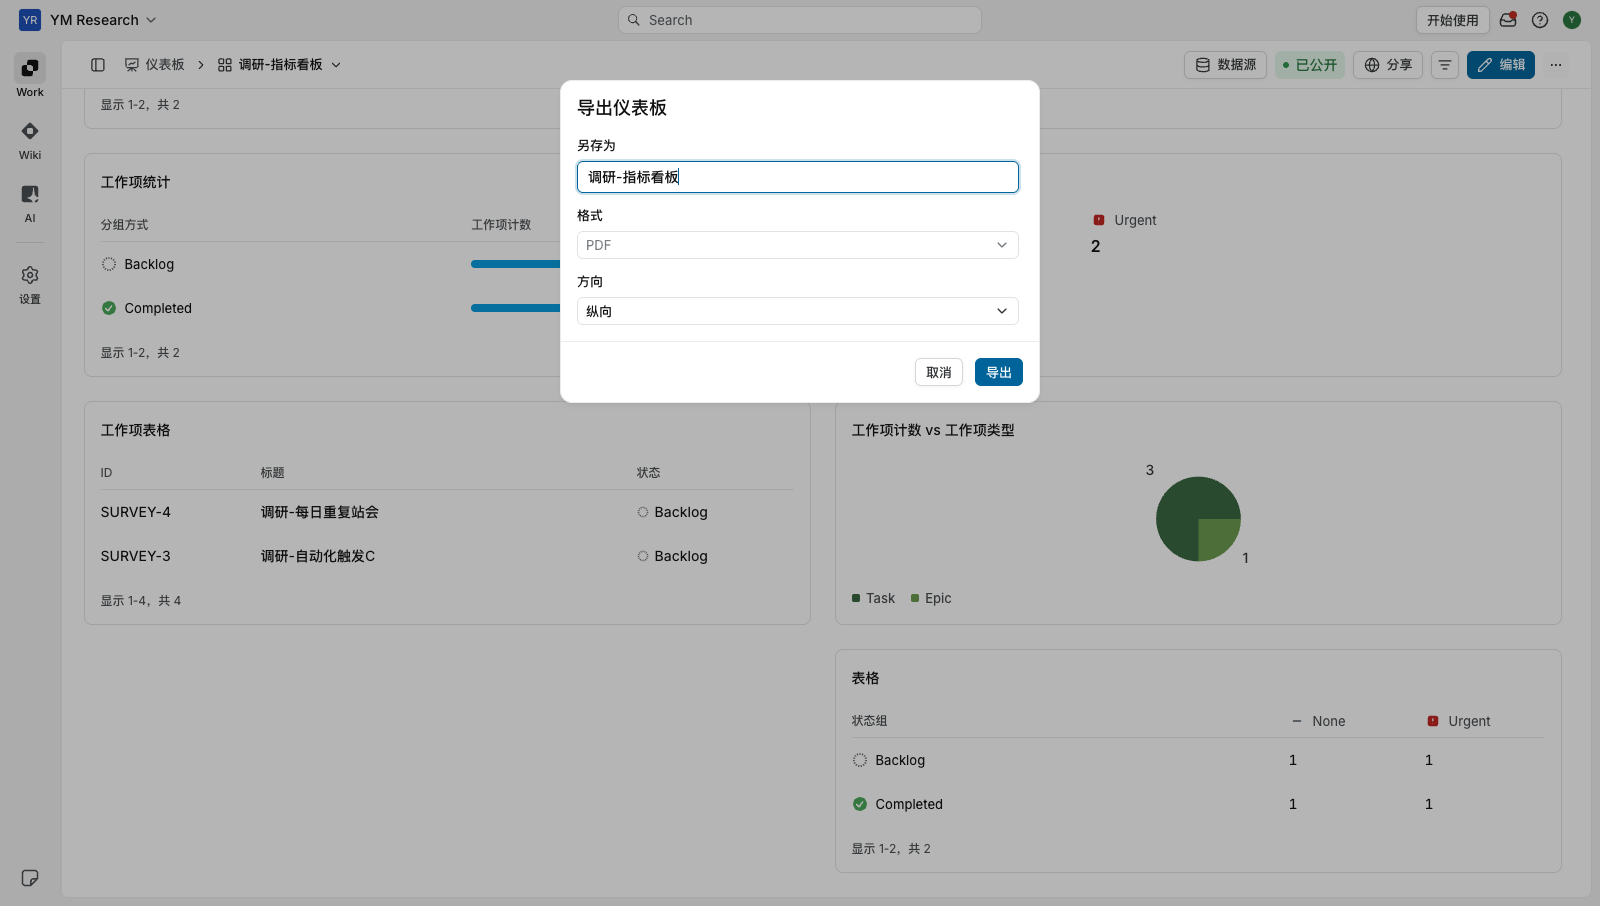 YR YM Research
Search
开始使用
Y
Work
Wiki
AI
设置
仪表板
调研-指标看板
数据源
已公开
分享
编辑
显示 1-2，共 2
工作项统计
分组方式 工作项计数
Backlog
Completed
显示 1-2，共 2
Urgent
2
导出仪表板
另存为
调研-指标看板
格式
PDF
方向
纵向
取消
导出
工作项表格
ID 标题 状态
SURVEY-4 调研-每日重复站会 Backlog
SURVEY-3 调研-自动化触发C Backlog
显示 1-4，共 4
工作项计数 vs 工作项类型
3
1
Task Epic
表格
状态组 None Urgent
Backlog 1 1
Completed 1 1
显示 1-2，共 2